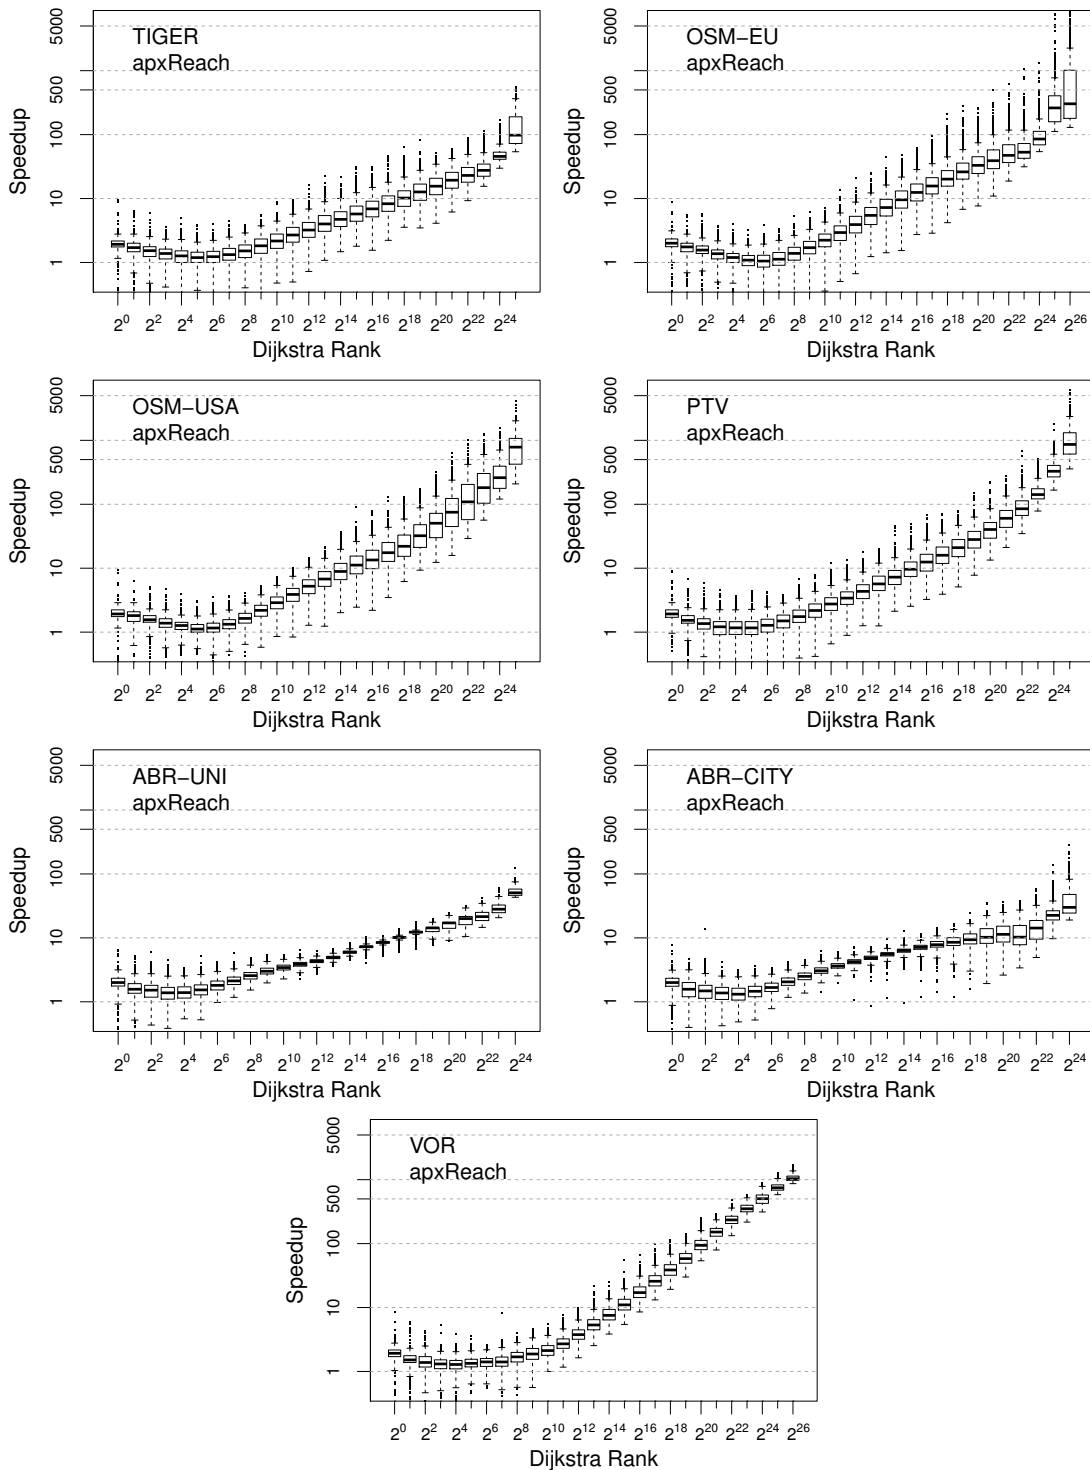 TIGER
apxReach
Speedup
5000
500
100
10
1
2^0 2^2 2^4 2^6 2^8 2^10 2^12 2^14 2^16 2^18 2^20 2^22 2^24
Dijkstra Rank
OSM−EU
apxReach
Speedup
5000
500
100
10
1
2^0 2^2 2^4 2^6 2^8 2^10 2^12 2^14 2^16 2^18 2^20 2^22 2^24 2^26
Dijkstra Rank
OSM−USA
apxReach
Speedup
5000
500
100
10
1
2^0 2^2 2^4 2^6 2^8 2^10 2^12 2^14 2^16 2^18 2^20 2^22 2^24
Dijkstra Rank
PTV
apxReach
Speedup
5000
500
100
10
1
2^0 2^2 2^4 2^6 2^8 2^10 2^12 2^14 2^16 2^18 2^20 2^22 2^24
Dijkstra Rank
ABR−UNI
apxReach
Speedup
5000
500
100
10
1
2^0 2^2 2^4 2^6 2^8 2^10 2^12 2^14 2^16 2^18 2^20 2^22 2^24
Dijkstra Rank
ABR−CITY
apxReach
Speedup
5000
500
100
10
1
2^0 2^2 2^4 2^6 2^8 2^10 2^12 2^14 2^16 2^18 2^20 2^22 2^24
Dijkstra Rank
VOR
apxReach
Speedup
5000
500
100
10
1
2^0 2^2 2^4 2^6 2^8 2^10 2^12 2^14 2^16 2^18 2^20 2^22 2^24 2^26
Dijkstra Rank